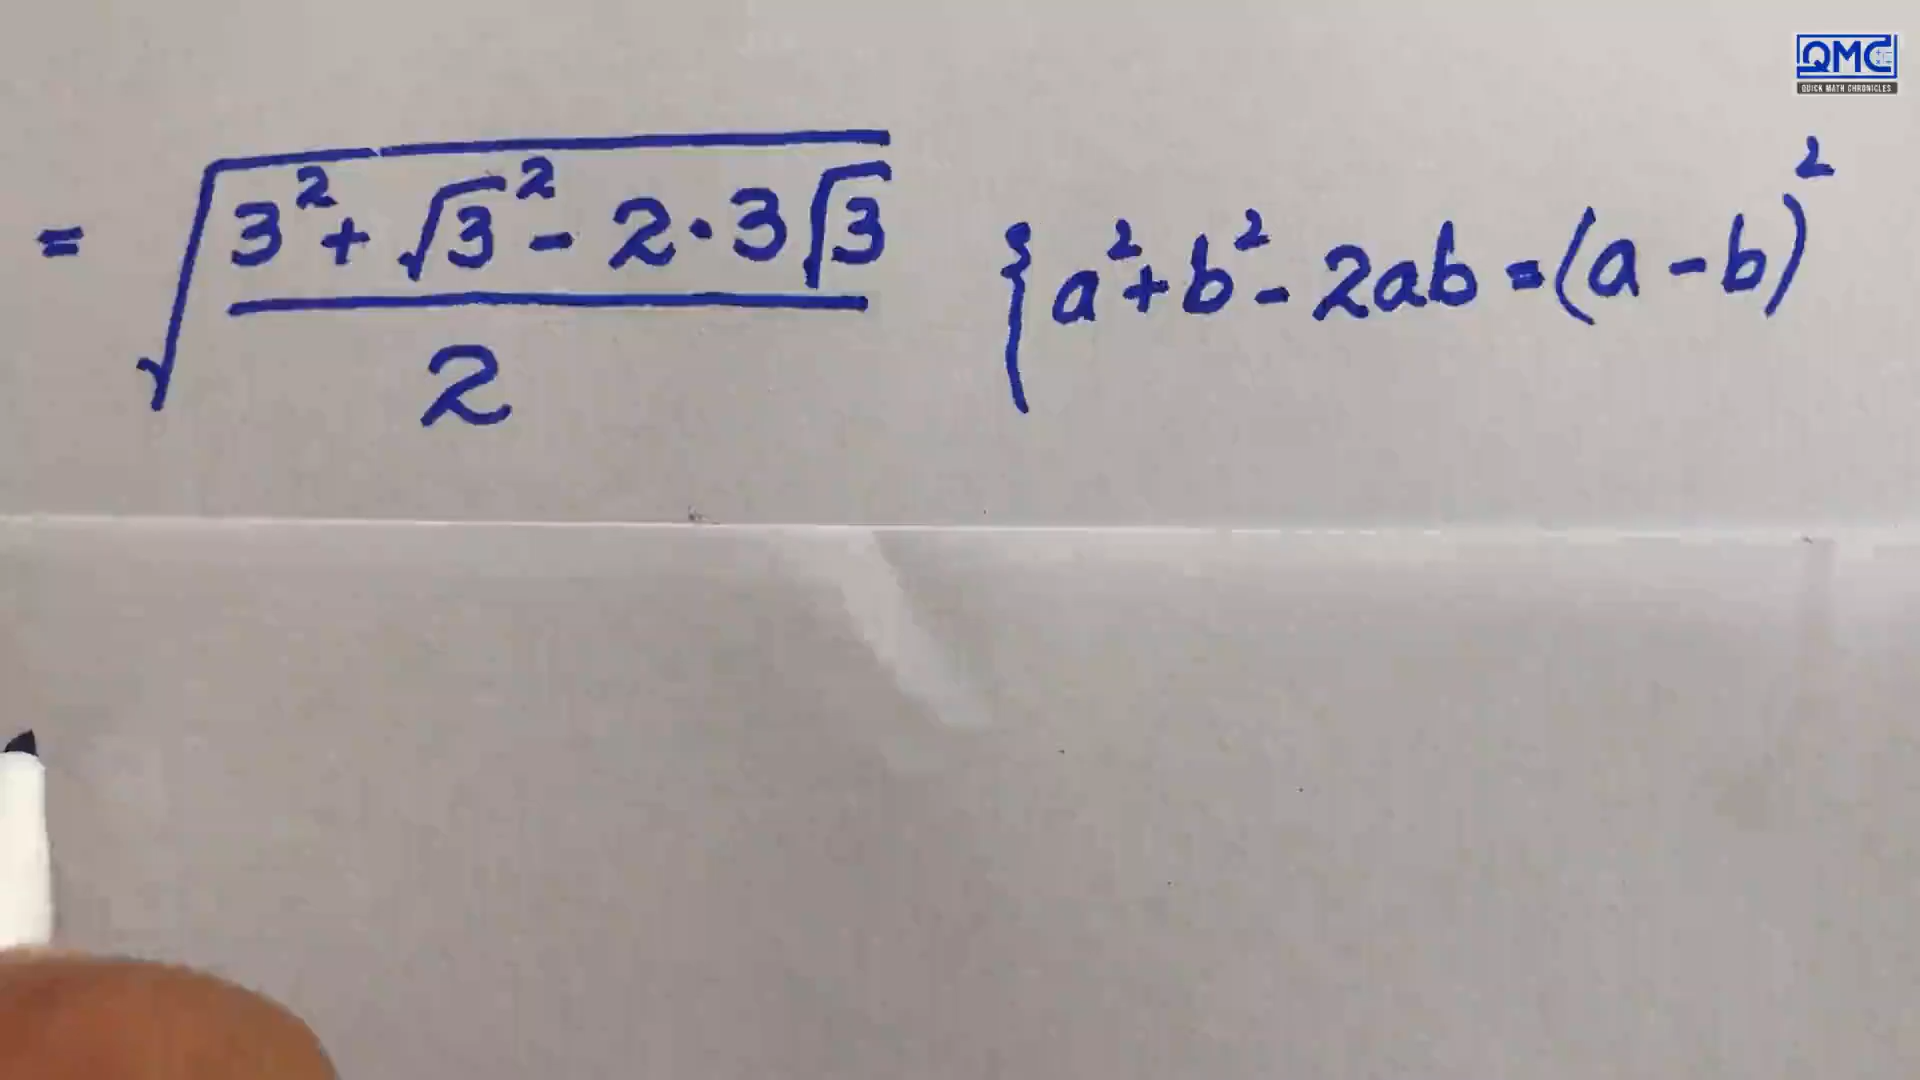 QMC
QUICK MATH CHRONICLES
= √((3² + √3² - 2·3√3)/2) { a² + b² - 2ab = (a - b)²